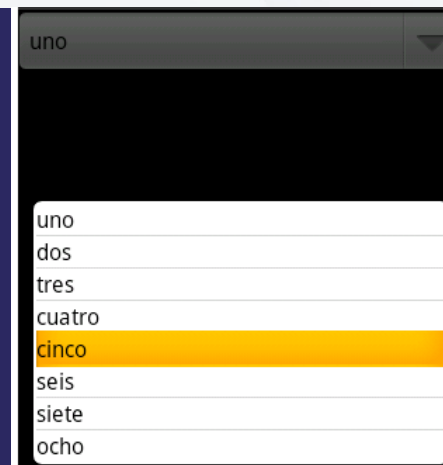 uno
uno
dos
tres
cuatro
cinco
seis
siete
ocho